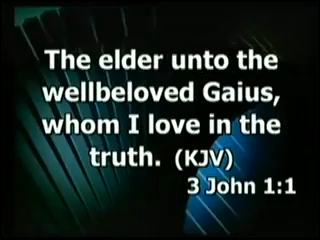 The elder unto the
wellbeloved Gaius,
whom I love in the
truth. (KJV)
3 John 1:1